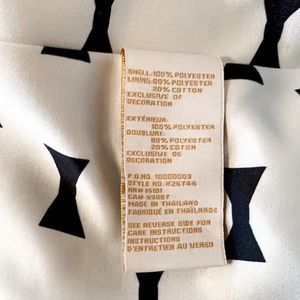 SHELL: 100% POLYESTER
LINING: 80% POLYESTER
20% COTTON
EXCLUSIVE OF
DECORATION
EXTÉRIEUR:
100% POLYESTER
DOUBLURE:
80% POLYESTER
20% COTON
EXCLUSIVE DE
DECORATION
P.O.NO. 10000003
STYLE NO. K26746
RN# 15101
CA# 59087
MADE IN THAILAND
FABRIQUÉ EN THAÏLANDE
SEE REVERSE SIDE FOR
CARE INSTRUCTIONS
INSTRUCTIONS
D'ENTRETIEN AU VERSO